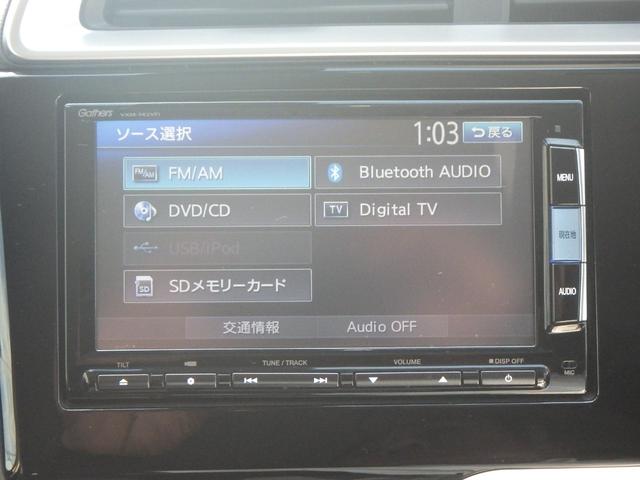 Gathers
ソース選択 1:03 戻る
FM/AM FM/AM Bluetooth AUDIO
DVD/CD TV Digital TV
USB/iPod
SD SDメモリーカード
交通情報 Audio OFF
MENU
現在地
AUDIO
TILT TUNE / TRACK VOLUME DISP OFF
MIC